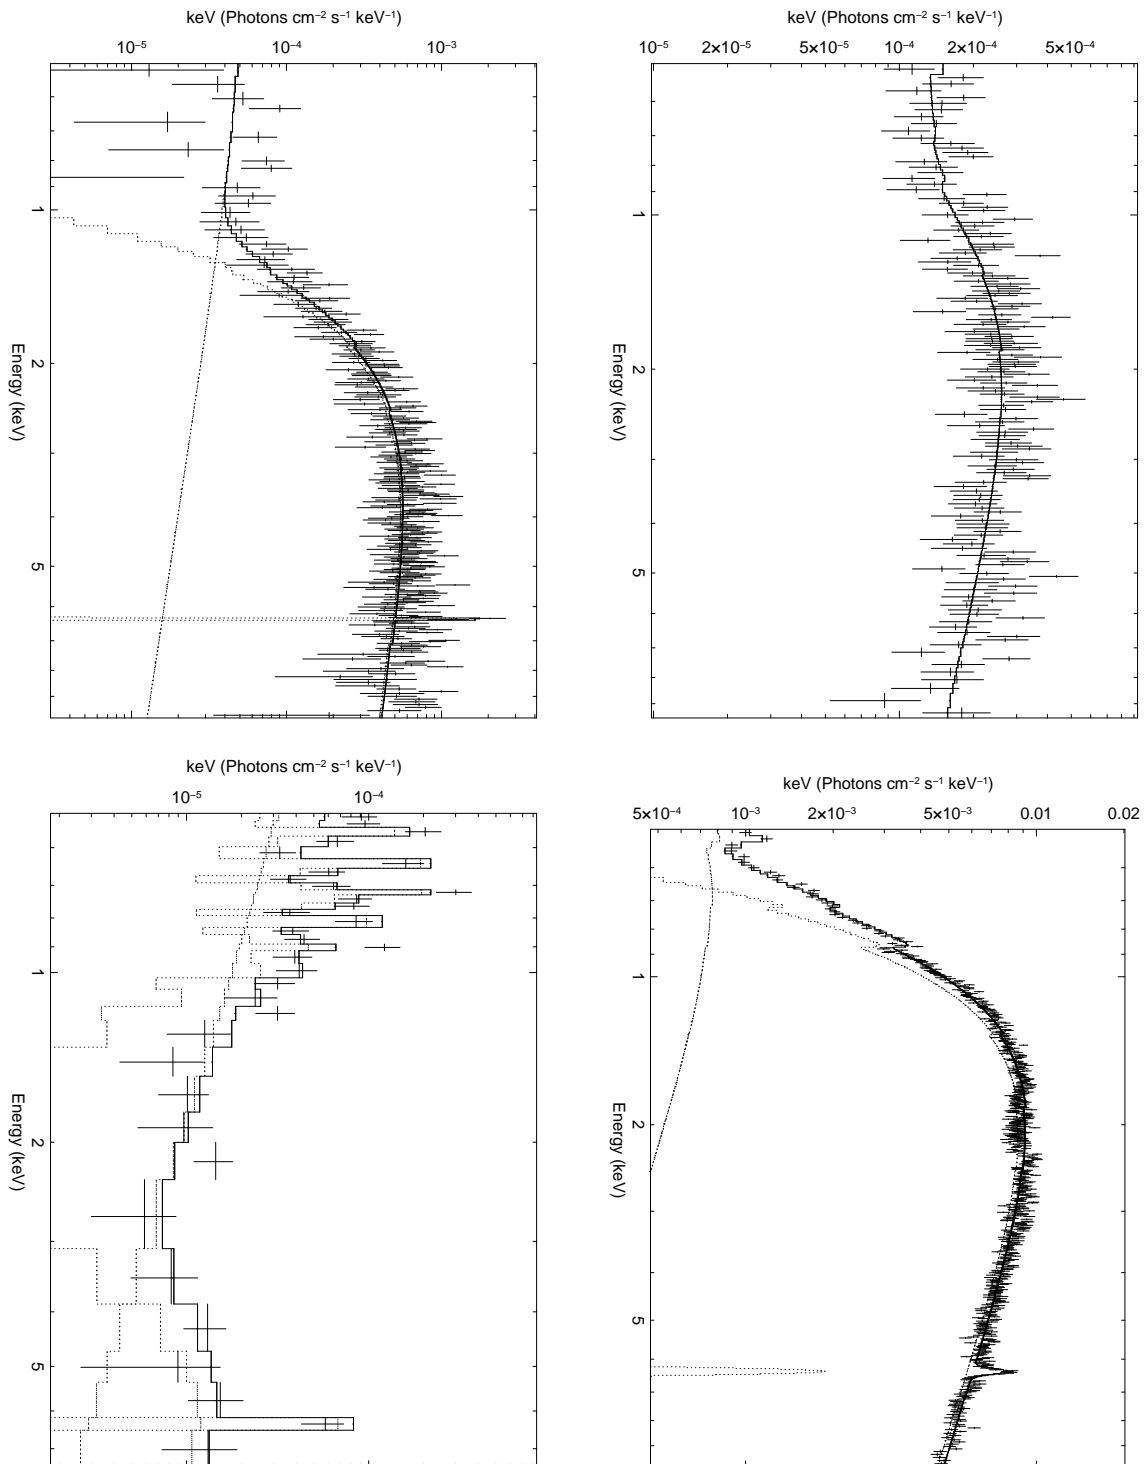 keV (Photons cm⁻² s⁻¹ keV⁻¹)
10⁻⁵ 10⁻⁴ 10⁻³
1
2
5
Energy (keV)
keV (Photons cm⁻² s⁻¹ keV⁻¹)
10⁻⁵ 2×10⁻⁵ 5×10⁻⁵ 10⁻⁴ 2×10⁻⁴ 5×10⁻⁴
1
2
5
Energy (keV)
keV (Photons cm⁻² s⁻¹ keV⁻¹)
10⁻⁵ 10⁻⁴
1
2
5
Energy (keV)
keV (Photons cm⁻² s⁻¹ keV⁻¹)
5×10⁻⁴ 10⁻³ 2×10⁻³ 5×10⁻³ 0.01 0.02
1
2
5
Energy (keV)